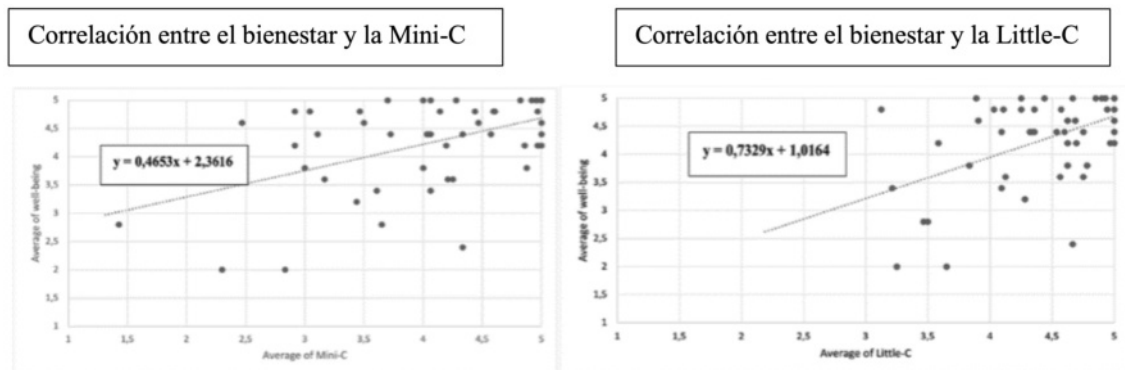 Correlación entre el bienestar y la Mini-C
Correlación entre el bienestar y la Little-C
Average of well-being
5
4,5
4
3,5
3
2,5
2
1,5
1
y = 0,4653x + 2,3616
1 1,5 2 2,5 3 3,5 4 4,5 5
Average of Mini-C
Average of well-being
5
4,5
4
3,5
3
2,5
2
1,5
1
y = 0,7329x + 1,0164
1 1,5 2 2,5 3 3,5 4 4,5 5
Average of Little-C